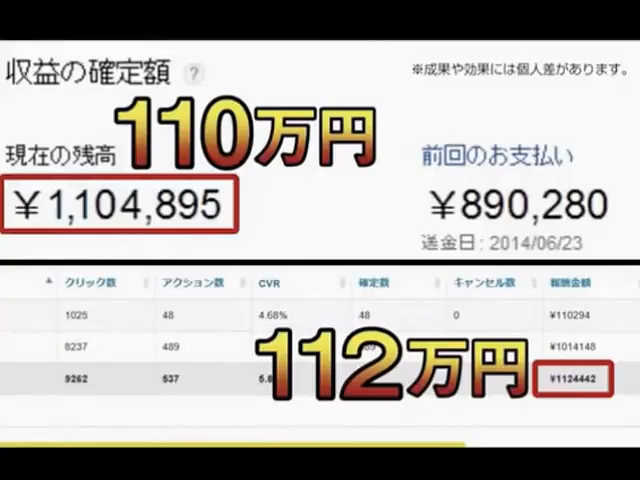 収益の確定額 ?
※成果や効果には個人差があります。
110万円
現在の残高
¥1,104,895
前回のお支払い
¥890,280
送金日: 2014/06/23
クリック数 アクション数 CVR 確定数 キャンセル数 報酬金額
1025 48 4.68% 48 0 ¥110294
8237 489 ¥1014148
9262 537 ¥1124442
112万円